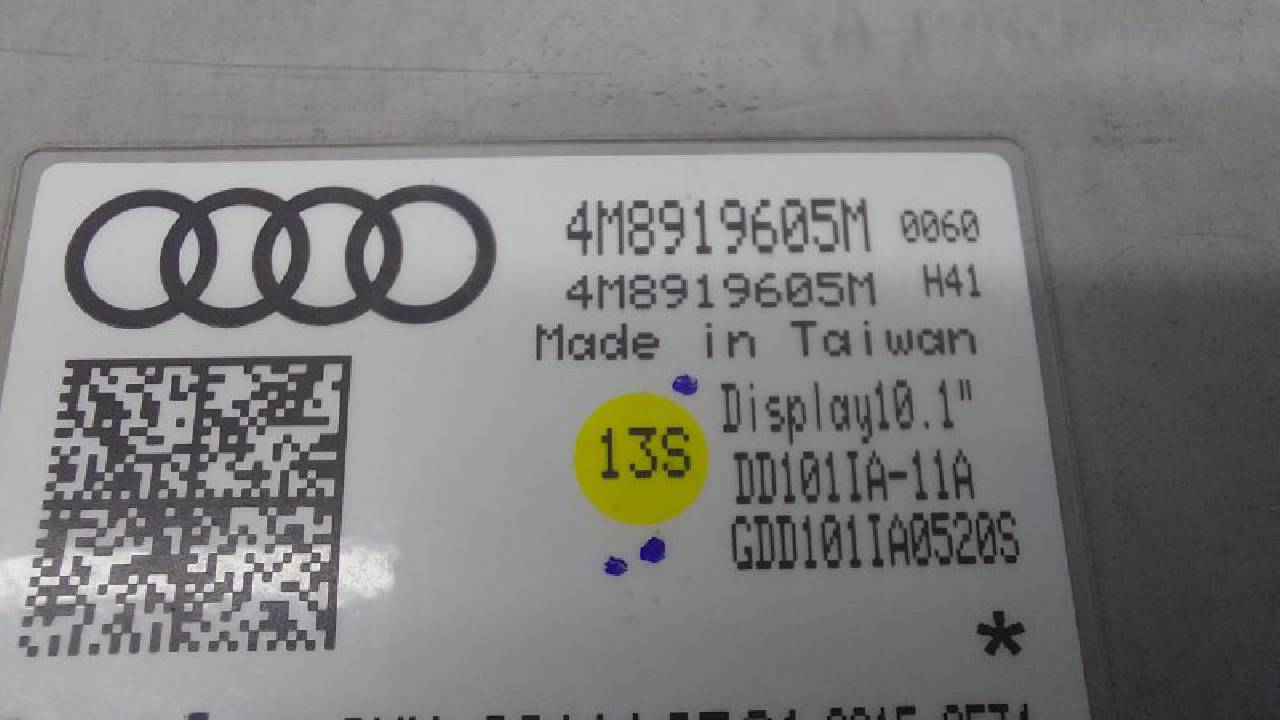 4M8919605M 0060
4M8919605M H41
Made in Taiwan
Display10.1"
13S
DD101IA-11A
GDD101IA0520S
*